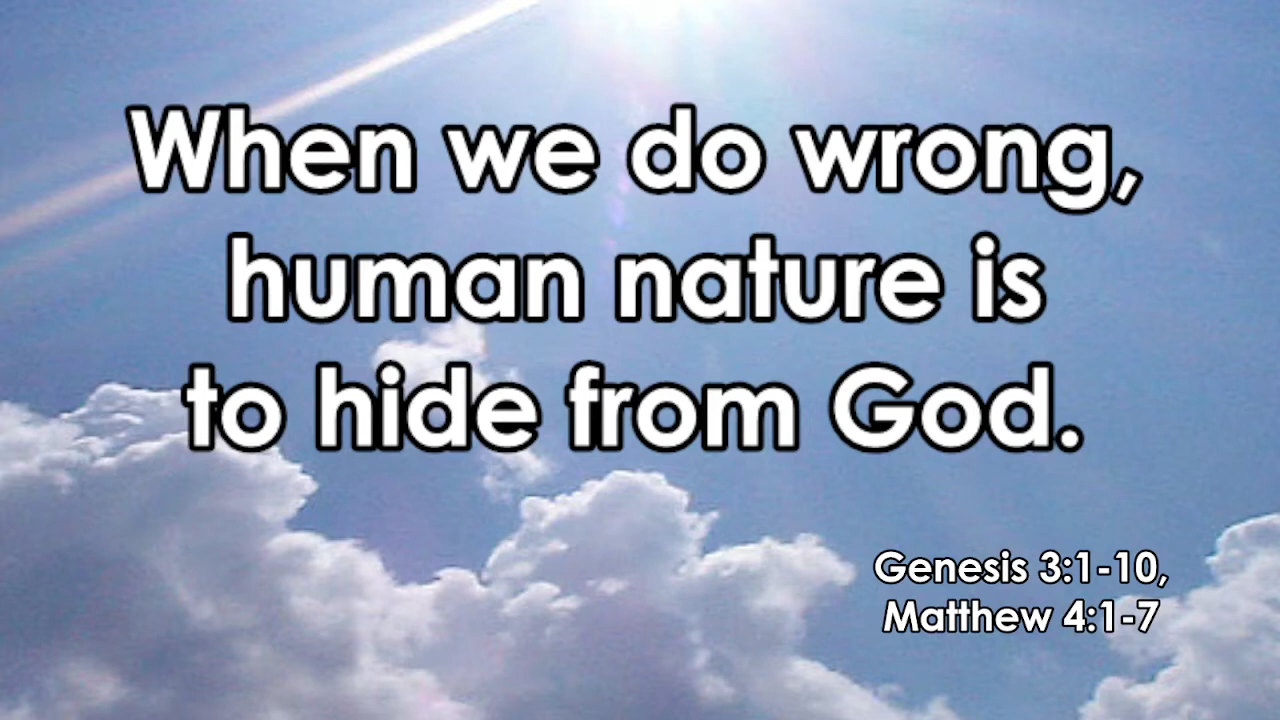 When we do wrong,
human nature is
to hide from God.
Genesis 3:1-10,
Matthew 4:1-7